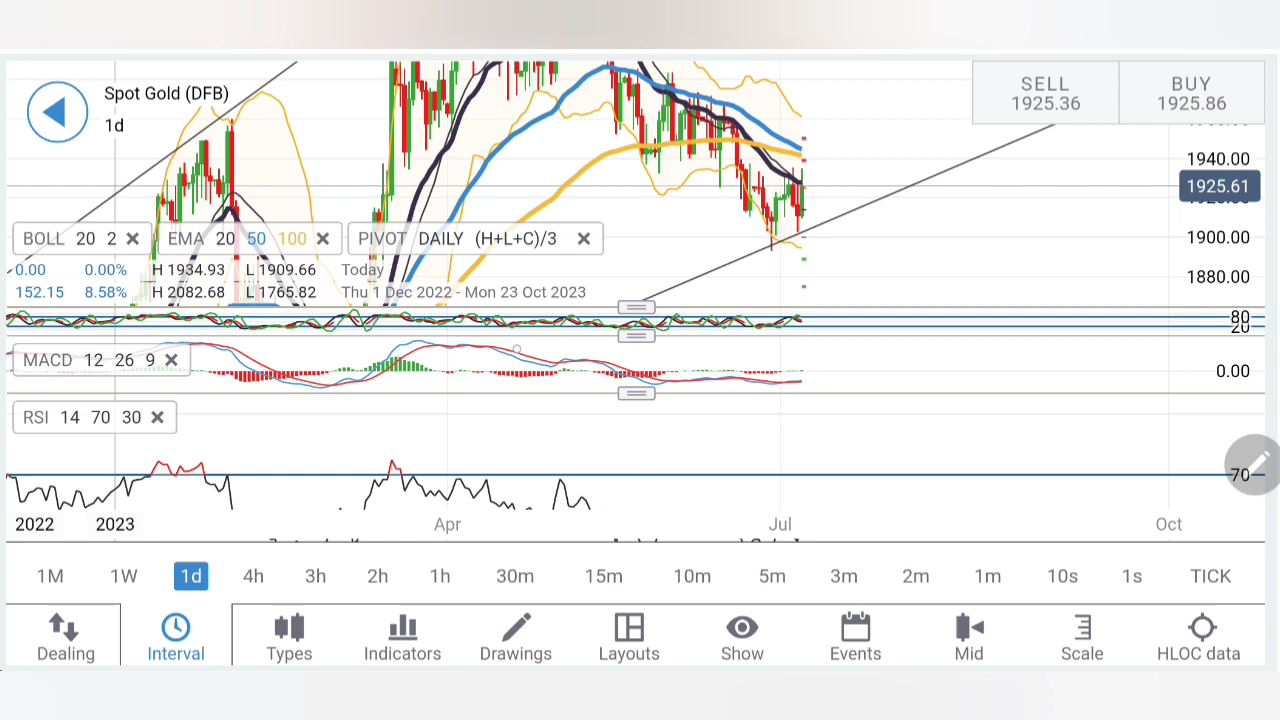 Spot Gold (DFB)
1d
SELL
1925.36
BUY
1925.86
1940.00
1925.61
1900.00
1880.00
BOLL 20 2
EMA 20 50 100
PIVOT DAILY (H+L+C)/3
0.00 0.00% H 1934.93 L 1909.66 Today
152.15 8.58% H 2082.68 L 1765.82 Thu 1 Dec 2022 - Mon 23 Oct 2023
80
20
MACD 12 26 9
0.00
RSI 14 70 30
70
2022 2023 Apr Jul Oct
1M 1W 1d 4h 3h 2h 1h 30m 15m 10m 5m 3m 2m 1m 10s 1s TICK
Dealing Interval Types Indicators Drawings Layouts Show Events Mid Scale HLOC data